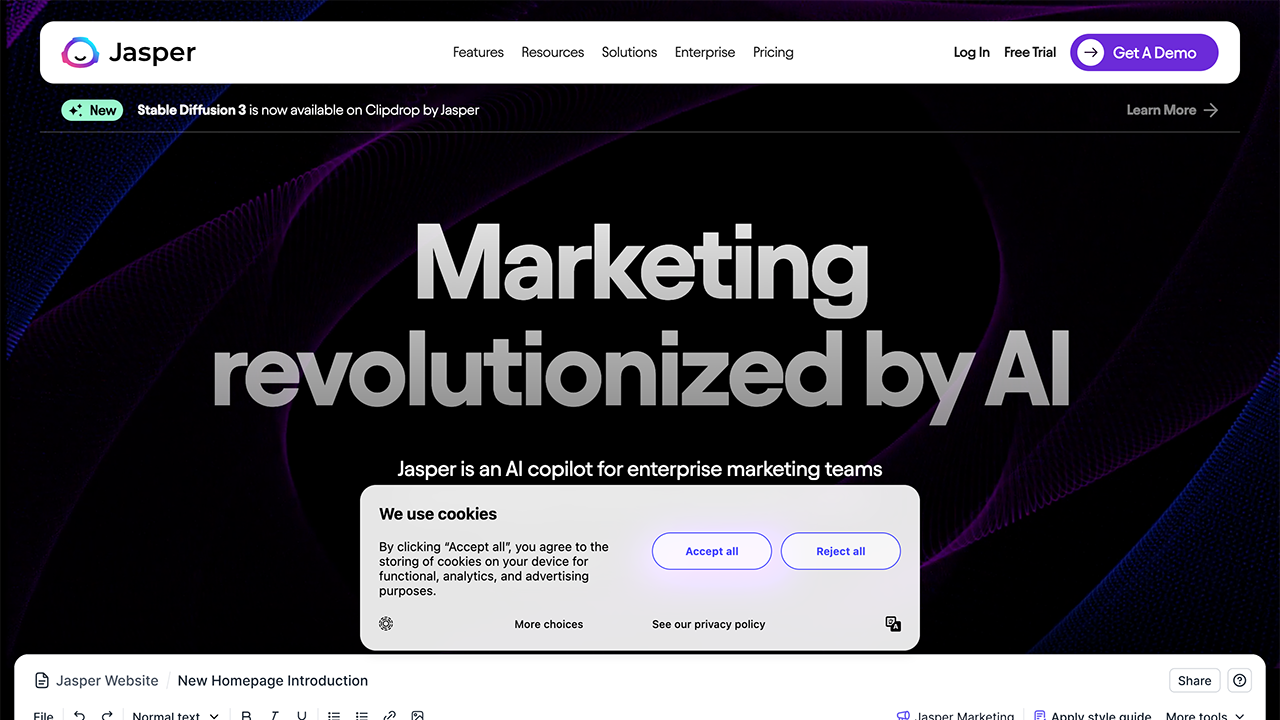 Jasper
Features Resources Solutions Enterprise Pricing
Log In Free Trial Get A Demo
New Stable Diffusion 3 is now available on Clipdrop by Jasper Learn More
Marketing
revolutionized by AI
Jasper is an AI copilot for enterprise marketing teams
We use cookies
By clicking “Accept all”, you agree to the
storing of cookies on your device for
functional, analytics, and advertising
purposes.
Accept all Reject all
More choices See our privacy policy
Jasper Website / New Homepage Introduction Share
File Normal text B I U Jasper Marketing Apply style guide More tools